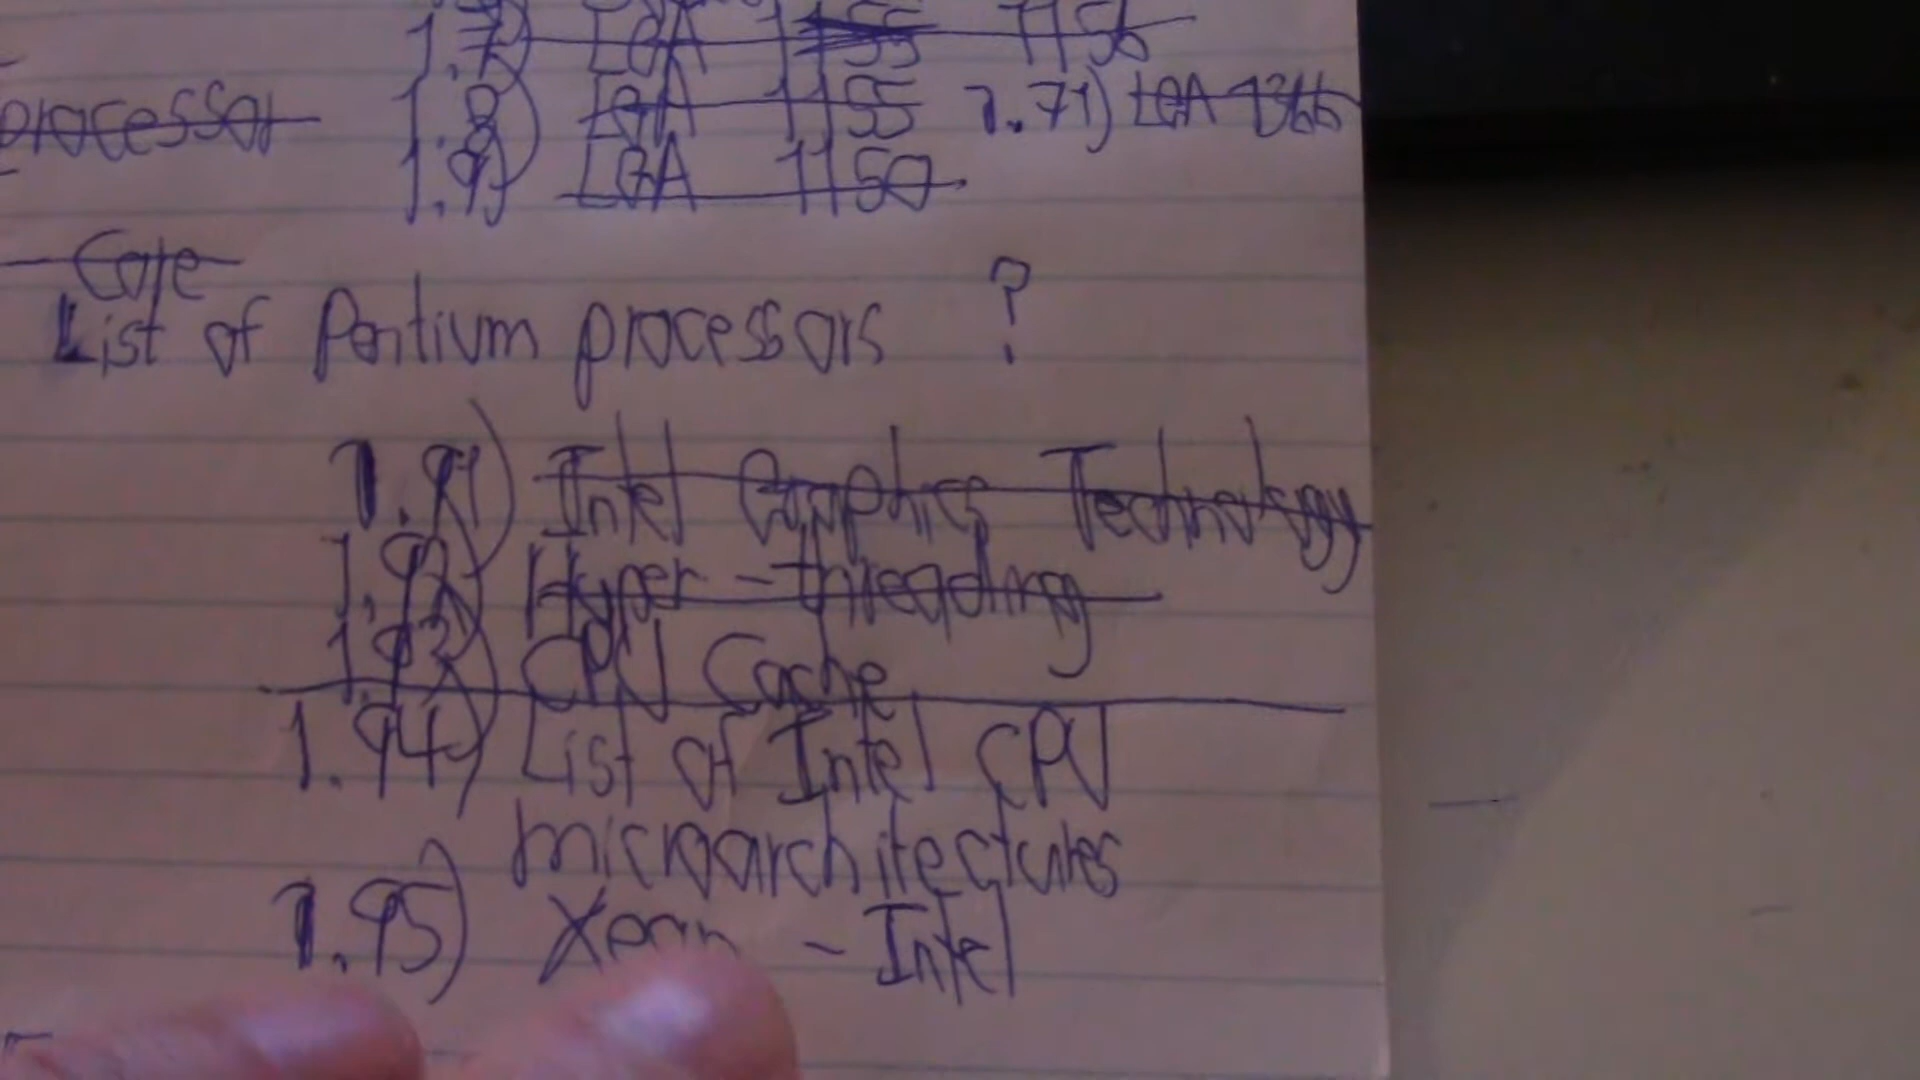 1.7) LGA 1155 1156
processor 1.8) LGA 1155 1.71) LGA 1366
1.9) LGA 1150
Core
List of Pentium processors ?
1.91) Intel Graphics Technology
1.92) Hyper-threading
1.93) CPU Cache
1.94) List of Intel CPU
microarchitectures
1.95) Xeon - Intel